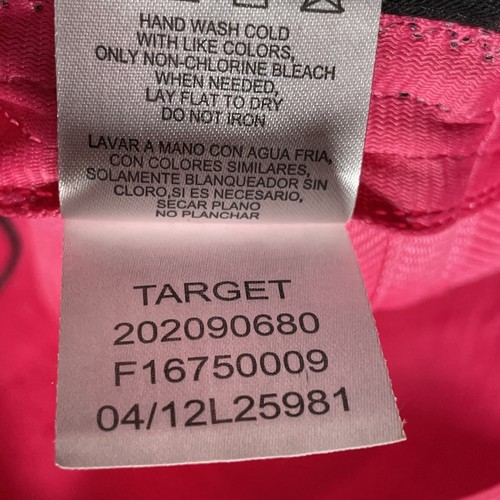 HAND WASH COLD
WITH LIKE COLORS,
ONLY NON-CHLORINE BLEACH
WHEN NEEDED,
LAY FLAT TO DRY
DO NOT IRON
LAVAR A MANO CON AGUA FRIA,
CON COLORES SIMILARES,
SOLAMENTE BLANQUEADOR SIN
CLORO,SI ES NECESARIO,
SECAR PLANO
NO PLANCHAR
TARGET
202090680
F16750009
04/12L25981